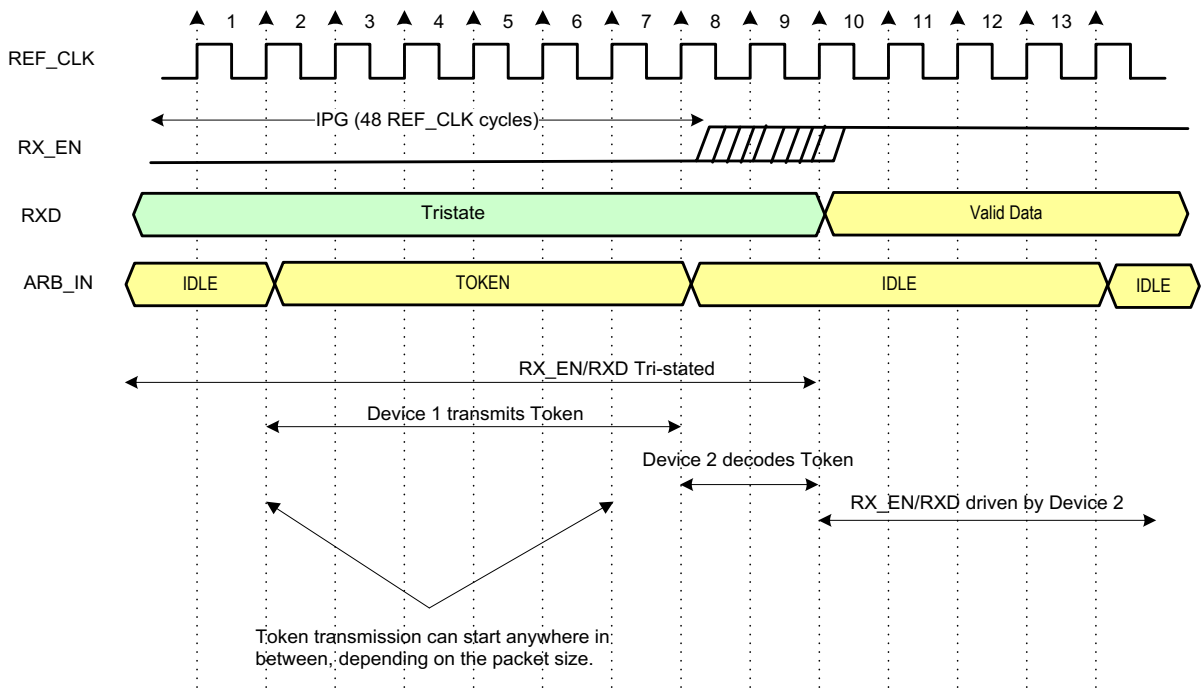 1 2 3 4 5 6 7 8 9 10 11 12 13
REF_CLK
IPG (48 REF_CLK cycles)
RX_EN
RXD
Tristate
Valid Data
ARB_IN
IDLE
TOKEN
IDLE
IDLE
RX_EN/RXD Tri-stated
Device 1 transmits Token
Device 2 decodes Token
RX_EN/RXD driven by Device 2
Token transmission can start anywhere in
between, depending on the packet size.